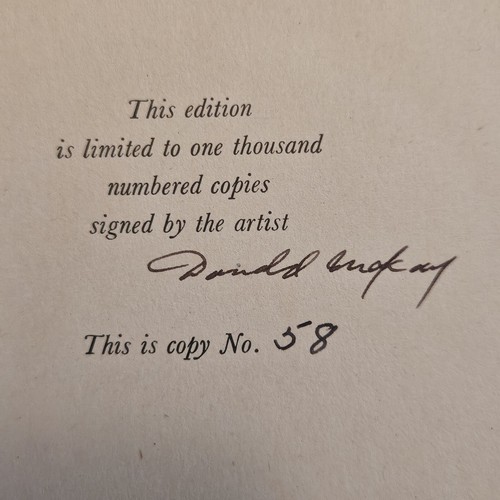 This edition
is limited to one thousand
numbered copies
signed by the artist
Donald McKay
This is copy No. 58